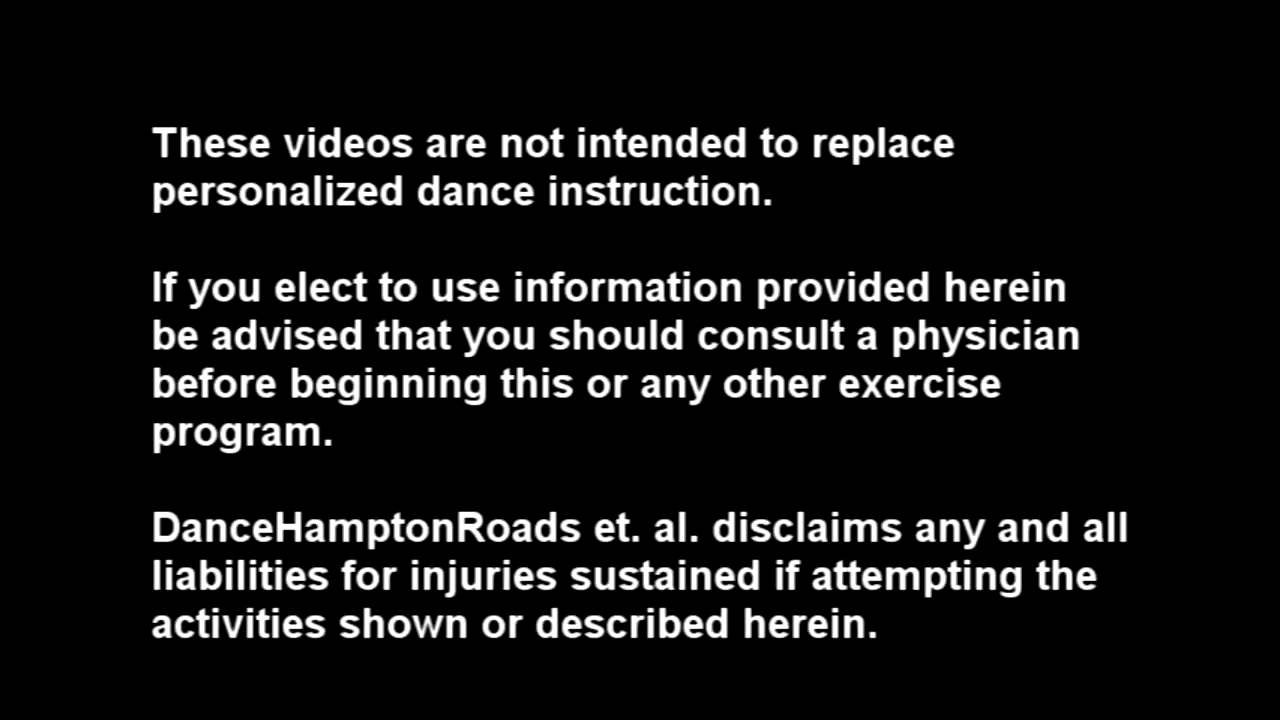 These videos are not intended to replace
personalized dance instruction.
If you elect to use information provided herein
be advised that you should consult a physician
before beginning this or any other exercise
program.
DanceHamptonRoads et. al. disclaims any and all
liabilities for injuries sustained if attempting the
activities shown or described herein.